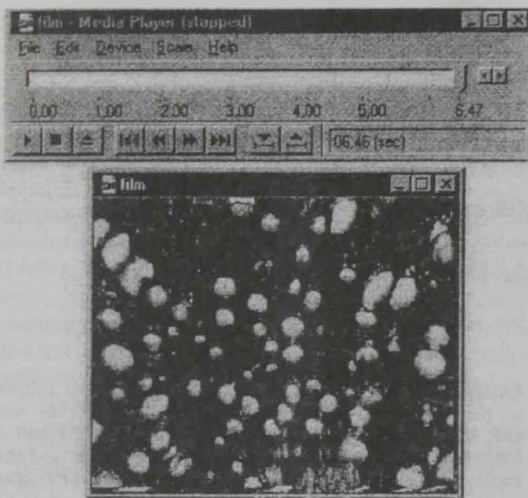 film - Media Player (stopped)
File Edit Device Scale Help
0,00 1,00 2,00 3,00 4,00 5,00 6,47
06,46 (sec)
film